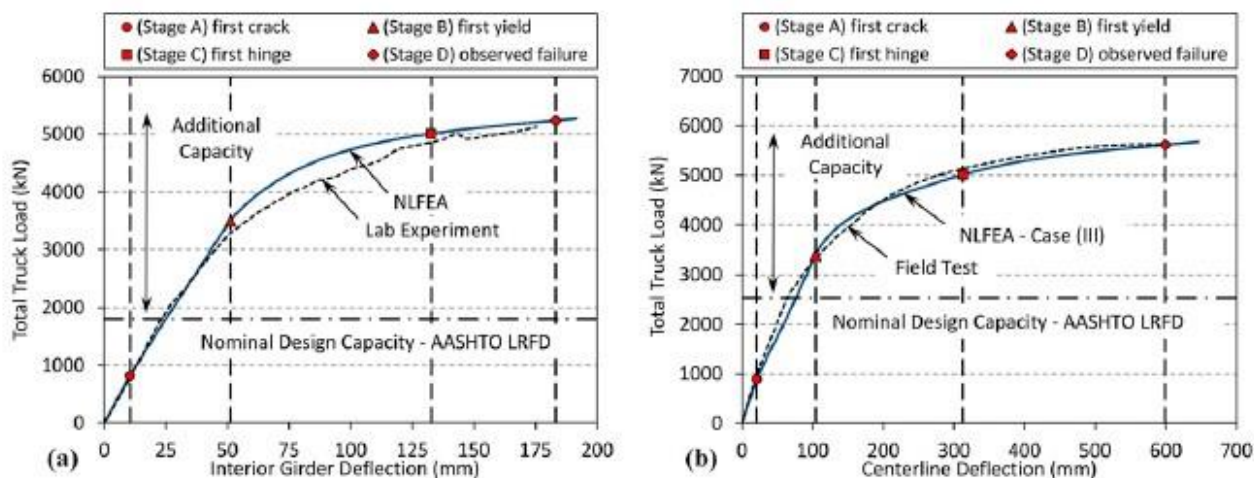 (Stage A) first crack (Stage B) first yield
(Stage C) first hinge (Stage D) observed failure
6000
5000
4000
3000
2000
1000
0
Total Truck Load (kN)
Additional
Capacity
NLFEA
Lab Experiment
Nominal Design Capacity - AASHTO LRFD
0 25 50 75 100 125 150 175 200
(a) Interior Girder Deflection (mm)
(Stage A) first crack (Stage B) first yield
(Stage C) first hinge (Stage D) observed failure
7000
6000
5000
4000
3000
2000
1000
0
Total Truck Load (kN)
Additional
Capacity
NLFEA - Case (III)
Field Test
Nominal Design Capacity - AASHTO LRFD
0 100 200 300 400 500 600 700
(b) Centerline Deflection (mm)